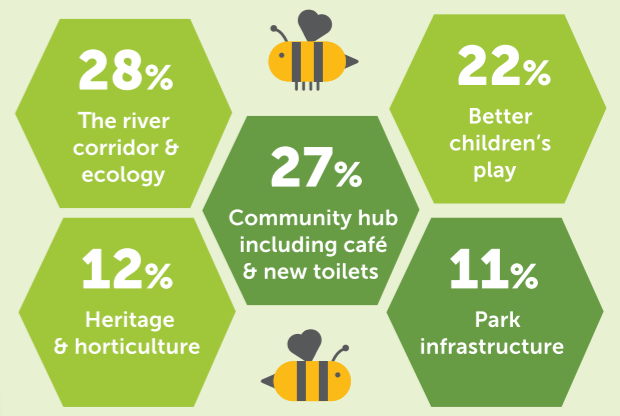 28%
The river
corridor &
ecology
22%
Better
children's
play
27%
Community hub
including café
& new toilets
12%
Heritage
& horticulture
11%
Park
infrastructure